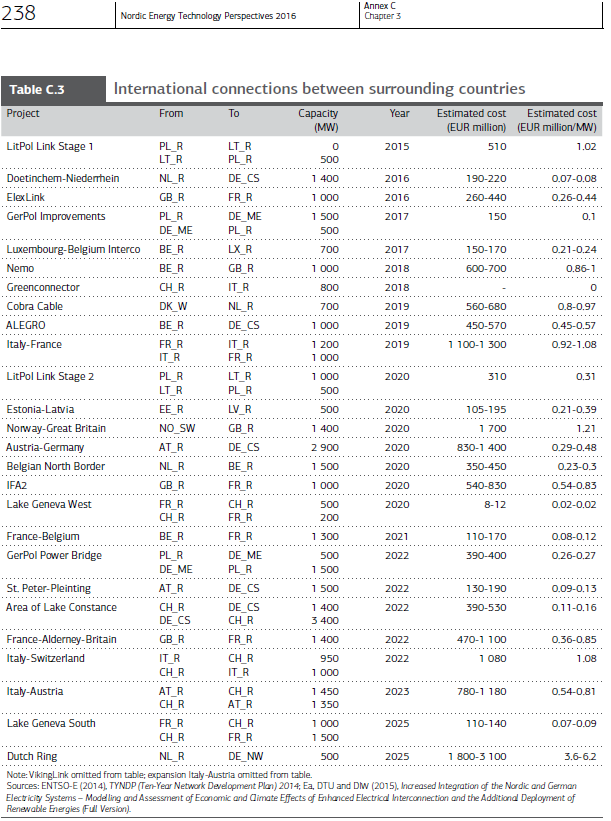 238
Nordic Energy Technology Perspectives 2016
Annex C
Chapter 3
Table C.3 International connections between surrounding countries
Project From To Capacity Year Estimated cost Estimated cost
(MW) (EUR million) (EUR million/MW)
LitPol Link Stage 1 PL_R LT_R 0 2015 510 1.02
LT_R PL_R 500
Doetinchem-Niederrhein NL_R DE_CS 1 400 2016 190-220 0.07-0.08
ElexLink GB_R FR_R 1 000 2016 260-440 0.26-0.44
GerPol Improvements PL_R DE_ME 1 500 2017 150 0.1
DE_ME PL_R 500
Luxembourg-Belgium Interco BE_R LX_R 700 2017 150-170 0.21-0.24
Nemo BE_R GB_R 1 000 2018 600-700 0.86-1
Greenconnector CH_R IT_R 800 2018 - 0
Cobra Cable DK_W NL_R 700 2019 560-680 0.8-0.97
ALEGRO BE_R DE_CS 1 000 2019 450-570 0.45-0.57
Italy-France FR_R IT_R 1 200 2019 1 100-1 300 0.92-1.08
IT_R FR_R 1 000
LitPol Link Stage 2 PL_R LT_R 1 000 2020 310 0.31
LT_R PL_R 500
Estonia-Latvia EE_R LV_R 500 2020 105-195 0.21-0.39
Norway-Great Britain NO_SW GB_R 1 400 2020 1 700 1.21
Austria-Germany AT_R DE_CS 2 900 2020 830-1 400 0.29-0.48
Belgian North Border NL_R BE_R 1 500 2020 350-450 0.23-0.3
IFA2 GB_R FR_R 1 000 2020 540-830 0.54-0.83
Lake Geneva West FR_R CH_R 500 2020 8-12 0.02-0.02
CH_R FR_R 200
France-Belgium BE_R FR_R 1 300 2021 110-170 0.08-0.12
GerPol Power Bridge PL_R DE_ME 500 2022 390-400 0.26-0.27
DE_ME PL_R 1 500
St. Peter-Pleinting AT_R DE_CS 1 500 2022 130-190 0.09-0.13
Area of Lake Constance CH_R DE_CS 1 400 2022 390-530 0.11-0.16
DE_CS CH_R 3 400
France-Alderney-Britain GB_R FR_R 1 400 2022 470-1 100 0.36-0.85
Italy-Switzerland IT_R CH_R 950 2022 1 080 1.08
CH_R IT_R 1 000
Italy-Austria AT_R CH_R 1 450 2023 780-1 180 0.54-0.81
CH_R AT_R 1 350
Lake Geneva South FR_R CH_R 1 000 2025 110-140 0.07-0.09
CH_R FR_R 1 500
Dutch Ring NL_R DE_NW 500 2025 1 800-3 100 3.6-6.2
Note: VikingLink omitted from table; expansion Italy-Austria omitted from table.
Sources: ENTSO-E (2014), TYNDP (Ten-Year Network Development Plan) 2014; Ea, DTU and DIW (2015), Increased Integration of the Nordic and German
Electricity Systems – Modelling and Assessment of Economic and Climate Effects of Enhanced Electrical Interconnection and the Additional Deployment of
Renewable Energies (Full Version).